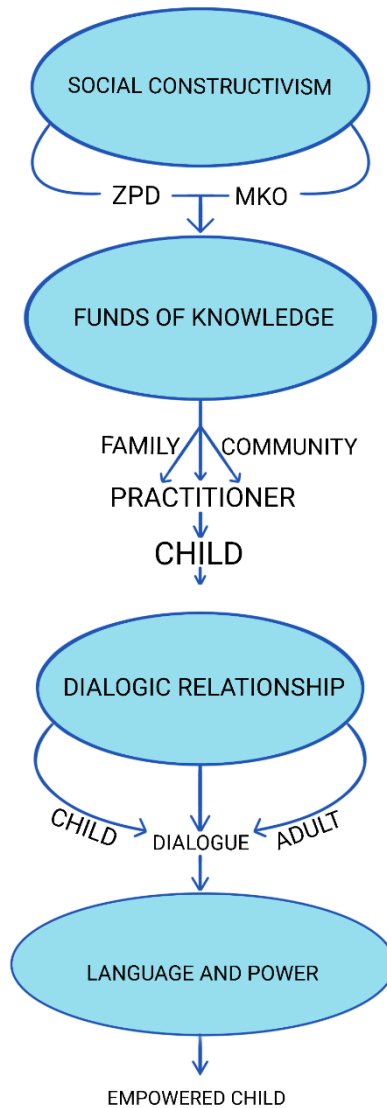 SOCIAL CONSTRUCTIVISM
ZPD MKO
FUNDS OF KNOWLEDGE
FAMILY COMMUNITY
PRACTITIONER
CHILD
DIALOGIC RELATIONSHIP
CHILD ADULT
DIALOGUE
LANGUAGE AND POWER
EMPOWERED CHILD